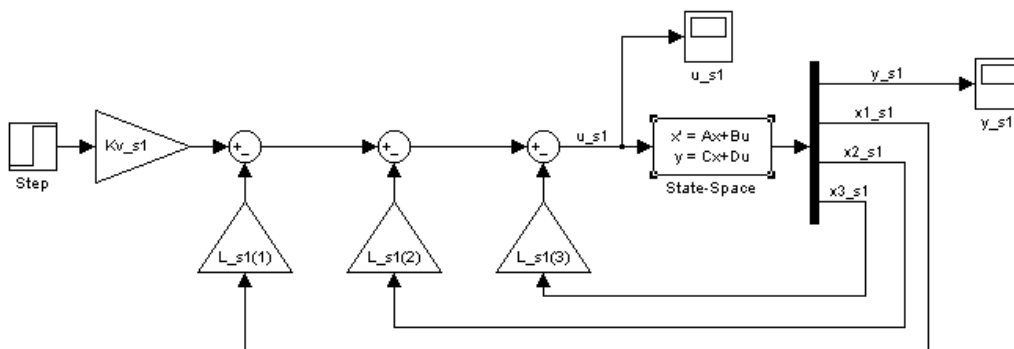 u_s1
y_s1
y_s1
x1_s1
Kv_s1
+
-
+
-
+
-
u_s1
x' = Ax+Bu
y = Cx+Du
x2_s1
Step
State-Space
x3_s1
L_s1(1)
L_s1(2)
L_s1(3)